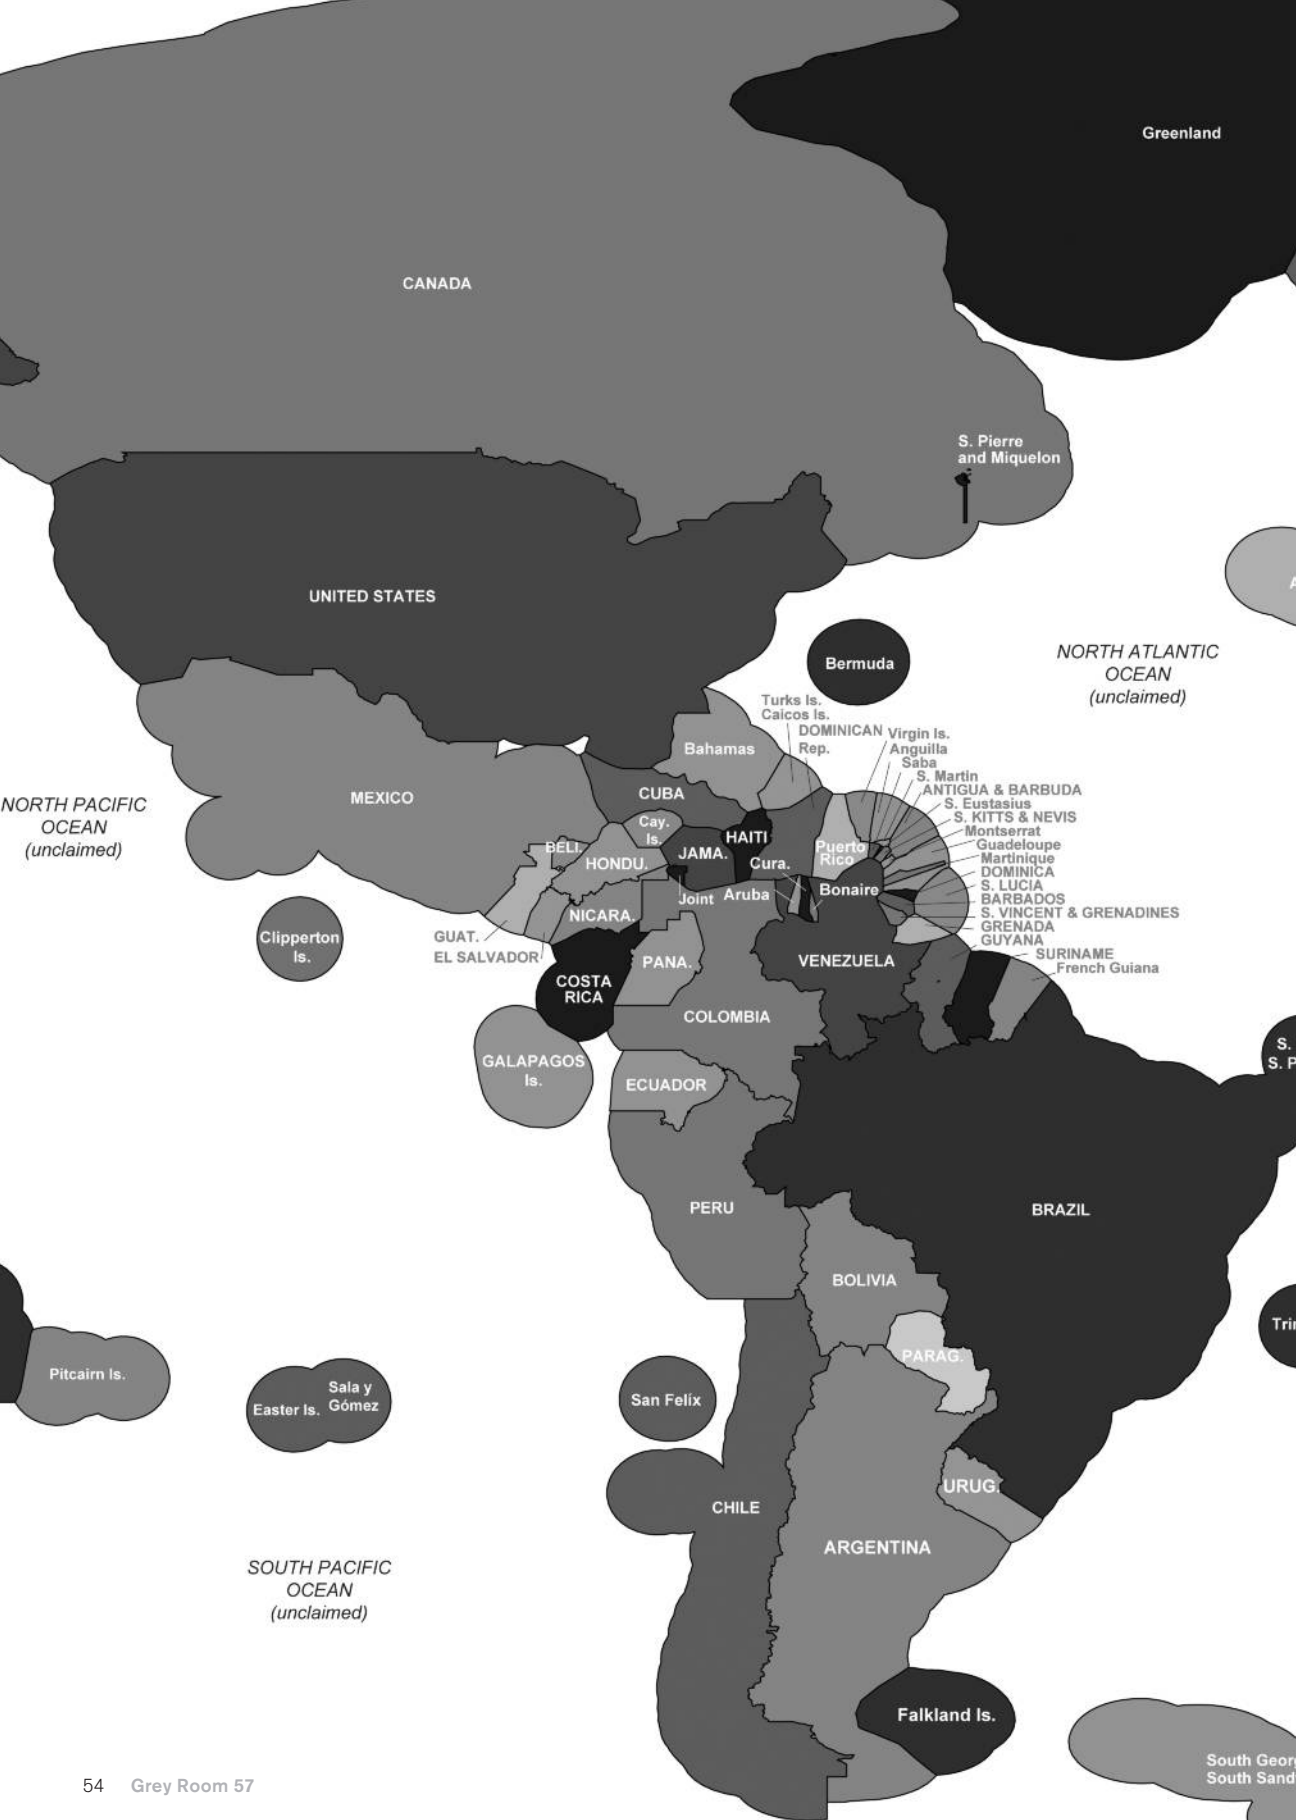 Greenland
CANADA
S. Pierre
and Miquelon
UNITED STATES
NORTH ATLANTIC
OCEAN
(unclaimed)
Bermuda
Turks Is.
Caicos Is.
DOMINICAN
Rep.
Virgin Is.
Anguilla
Saba
S. Martin
ANTIGUA & BARBUDA
S. Eustasius
S. KITTS & NEVIS
Montserrat
Guadeloupe
Martinique
DOMINICA
S. LUCIA
BARBADOS
S. VINCENT & GRENADINES
GRENADA
GUYANA
SURINAME
French Guiana
Bahamas
NORTH PACIFIC
OCEAN
(unclaimed)
MEXICO
CUBA
Cay.
Is.
HAITI
JAMA.
Puerto
Rico
BELI.
HONDU.
Cura.
Joint
Aruba
Bonaire
NICARA.
GUAT.
EL SALVADOR
Clipperton
Is.
PANA.
VENEZUELA
COSTA
RICA
COLOMBIA
GALAPAGOS
Is.
ECUADOR
S.
S. P
PERU
BRAZIL
BOLIVIA
Trin
PARAG.
Pitcairn Is.
Sala y
Gómez
Easter Is.
San Felíx
URUG.
CHILE
ARGENTINA
SOUTH PACIFIC
OCEAN
(unclaimed)
Falkland Is.
South Georg
South Sand
54 Grey Room 57